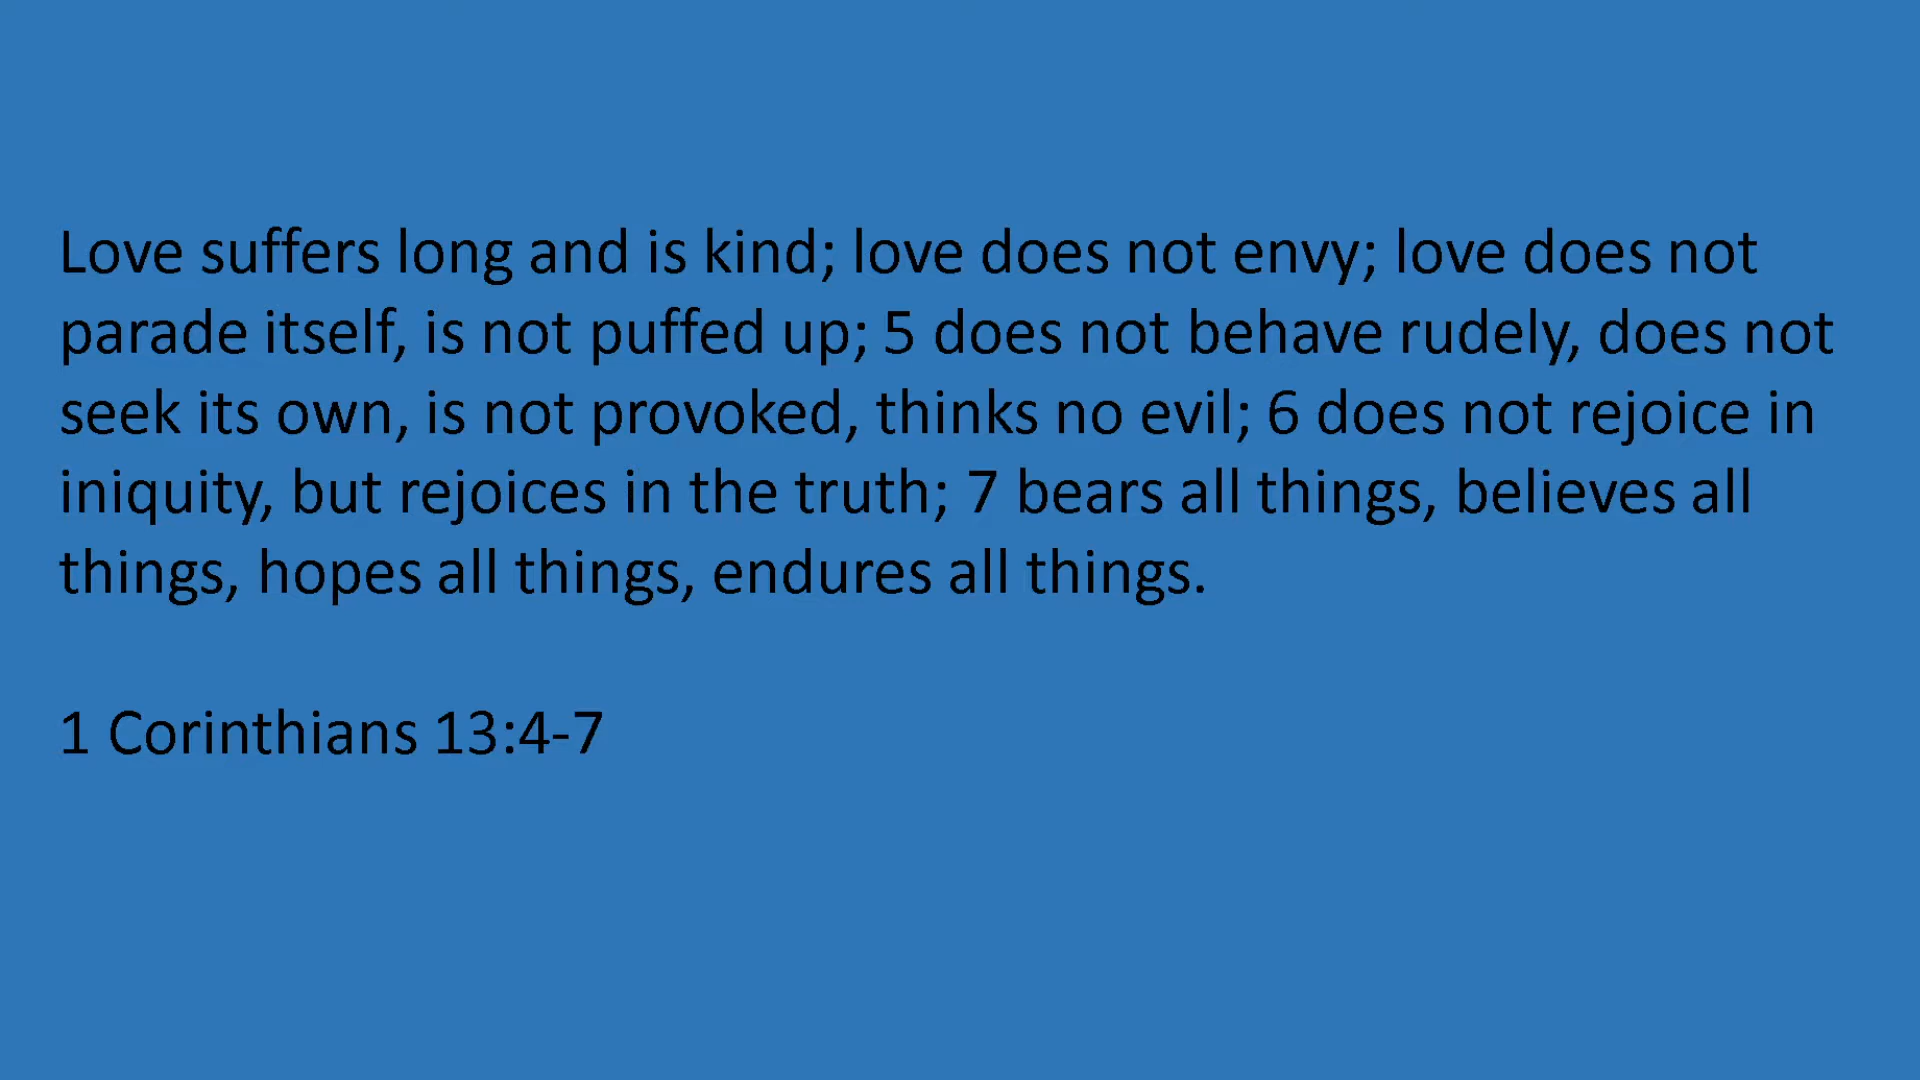 Love suffers long and is kind; love does not envy; love does not
parade itself, is not puffed up; 5 does not behave rudely, does not
seek its own, is not provoked, thinks no evil; 6 does not rejoice in
iniquity, but rejoices in the truth; 7 bears all things, believes all
things, hopes all things, endures all things.
1 Corinthians 13:4-7